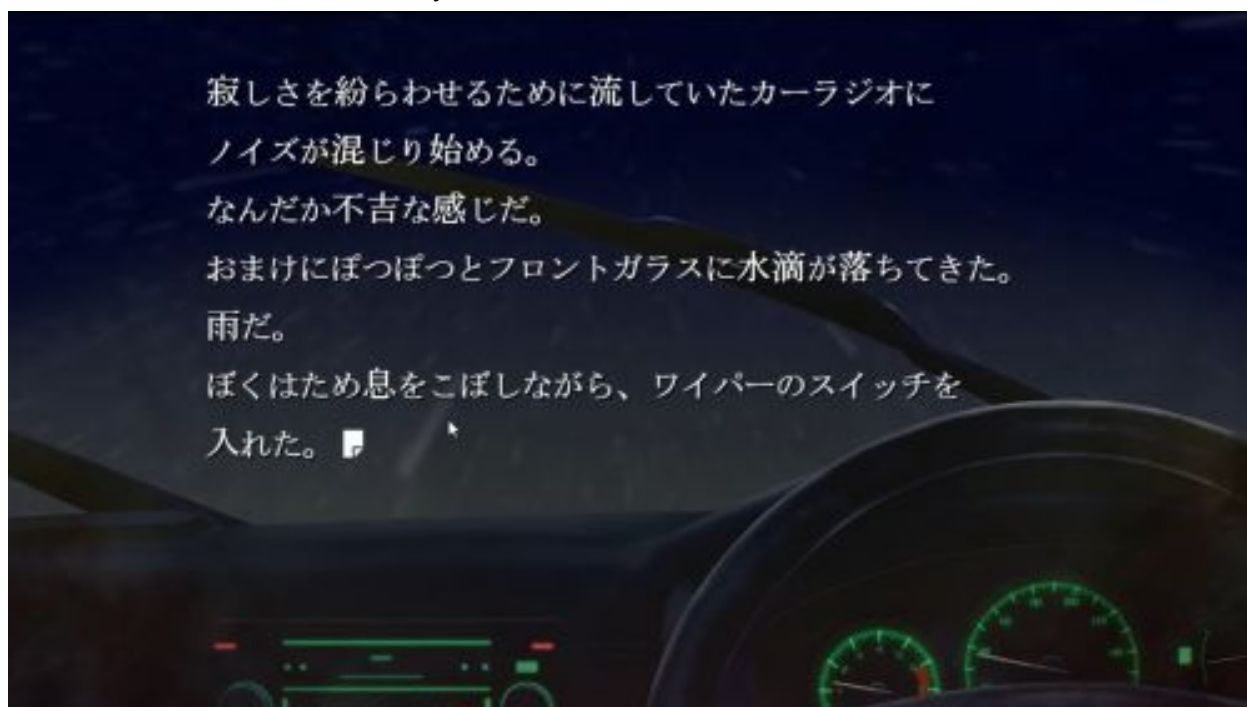 寂しさを紛らわせるために流していたカーラジオに
ノイズが混じり始める。
なんだか不吉な感じだ。
おまけにぽつぽつとフロントガラスに水滴が落ちてきた。
雨だ。
ぼくはため息をこぼしながら、ワイパーのスイッチを
入れた。